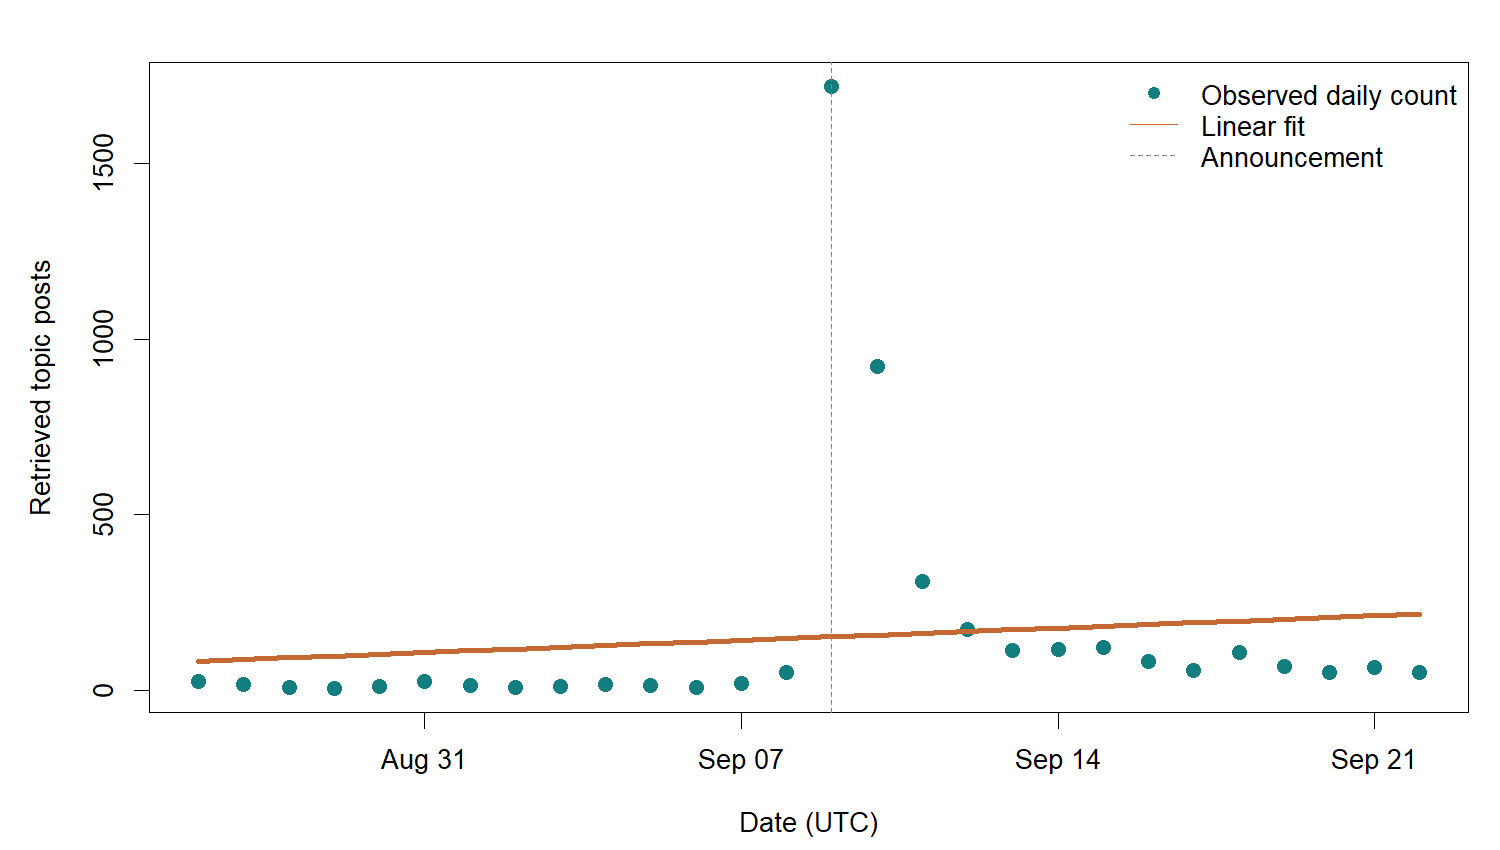 Observed daily count
Linear fit
Announcement
1500
1000
500
0
Retrieved topic posts
Aug 31
Sep 07
Sep 14
Sep 21
Date (UTC)